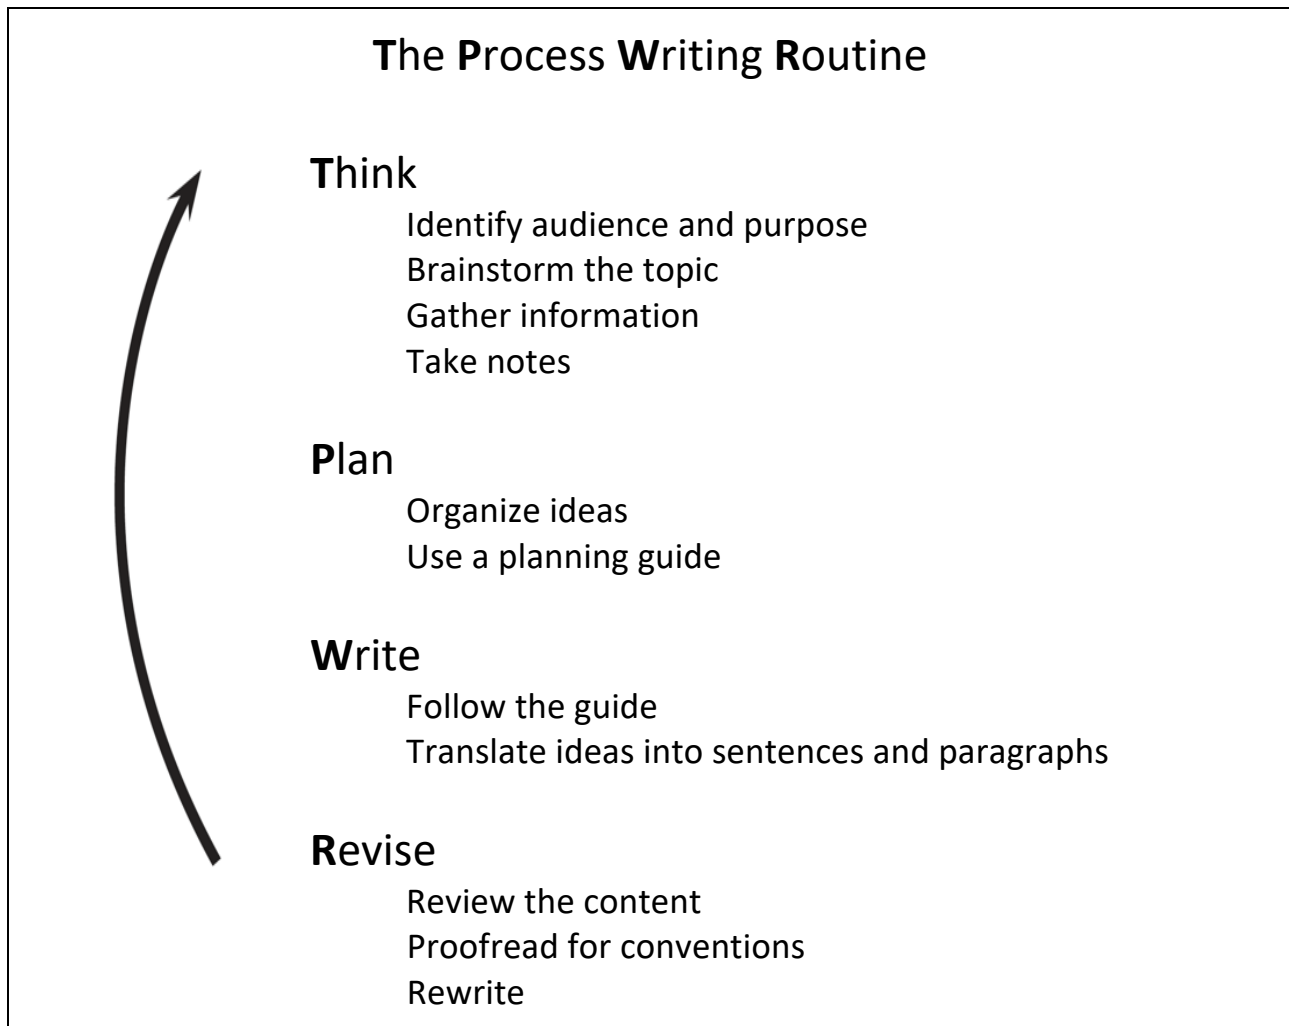 The Process Writing Routine
Think
Identify audience and purpose
Brainstorm the topic
Gather information
Take notes
Plan
Organize ideas
Use a planning guide
Write
Follow the guide
Translate ideas into sentences and paragraphs
Revise
Review the content
Proofread for conventions
Rewrite